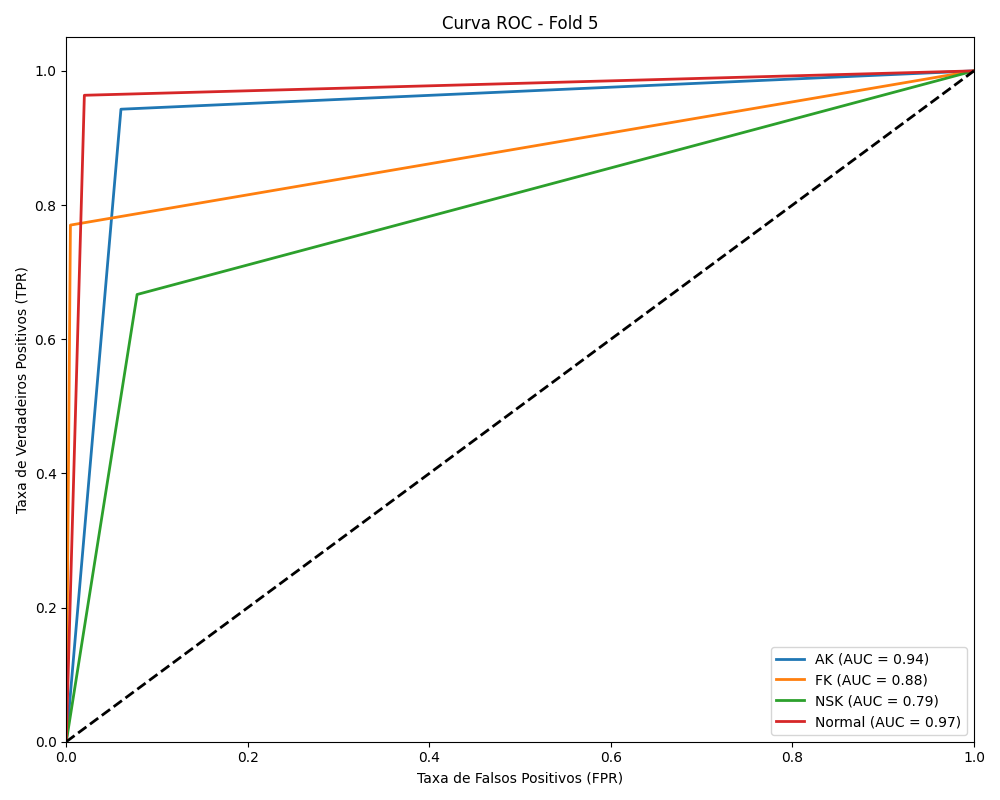 Curva ROC - Fold 5
Taxa de Verdadeiros Positivos (TPR)
1.0
0.8
0.6
0.4
0.2
0.0
0.0 0.2 0.4 0.6 0.8 1.0
Taxa de Falsos Positivos (FPR)
AK (AUC = 0.94)
FK (AUC = 0.88)
NSK (AUC = 0.79)
Normal (AUC = 0.97)